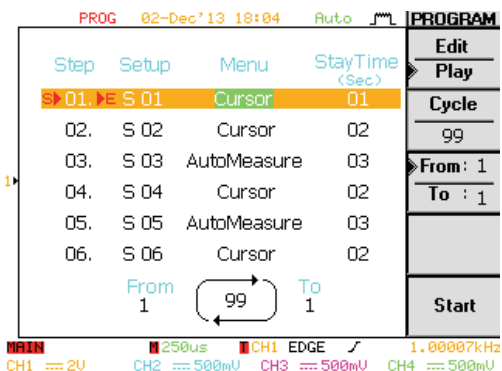 PROG 02-Dec'13 18:04 Auto PROGRAM
Edit
Play
Step Setup Menu StayTime
(Sec)
S 01. E S 01 Cursor 01
02. S 02 Cursor 02
03. S 03 AutoMeasure 03
04. S 04 Cursor 02
05. S 05 AutoMeasure 03
06. S 06 Cursor 02
From 1 99 To 1
Cycle
99
From: 1
To : 1
Start
1
MAIN M 250us T CH1 EDGE 1.00007kHz
CH1 2V CH2 500mV CH3 500mV CH4 500mV